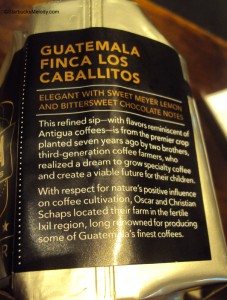 ©StarbucksMelody.com
GUATEMALA
FINCA LOS
CABALLITOS
ELEGANT WITH SWEET MEYER LEMON
AND BITTERSWEET CHOCOLATE NOTES
This refined sip—with flavors reminiscent of
Antigua coffees—is from the premier crop
planted seven years ago by two brothers,
third-generation coffee farmers, who
realized a dream to grow specialty coffee
and create a viable future for their children.
With respect for nature's positive influence
on coffee cultivation, Oscar and Christian
Schaps located their farm in the fertile
Ixil region, long renowned for producing
some of Guatemala's finest coffees.